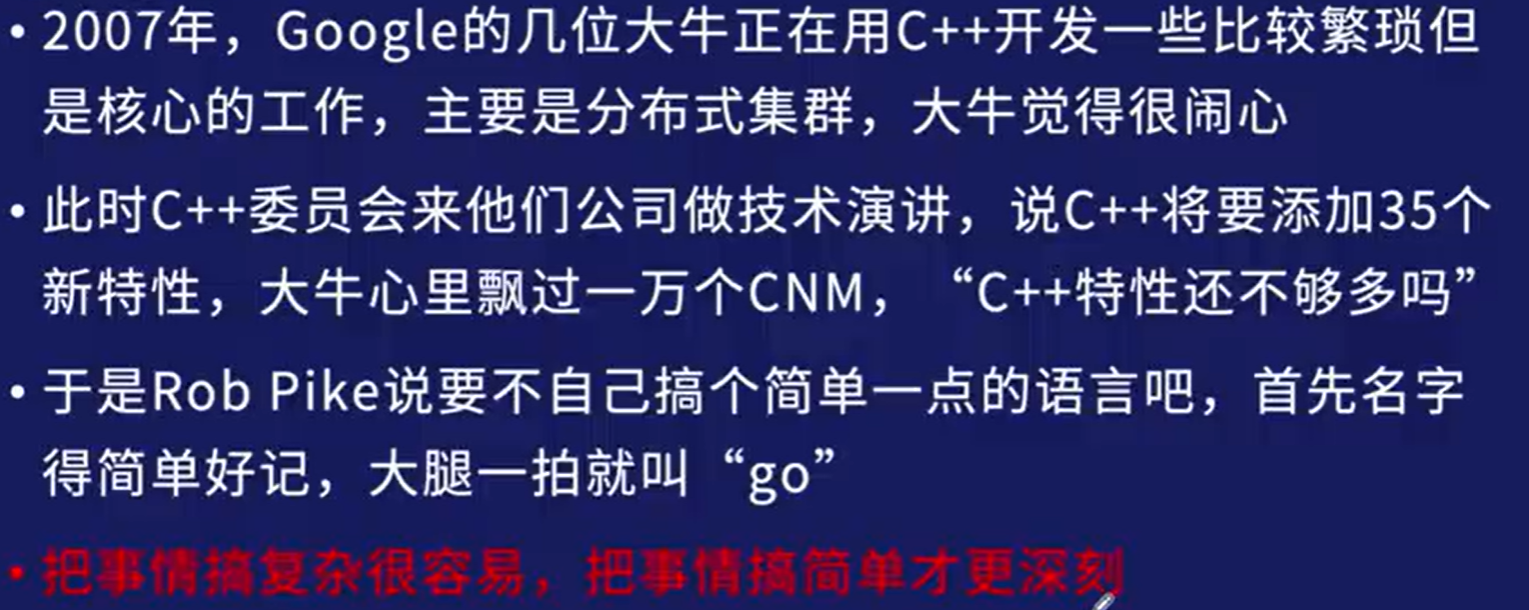 • 2007年，Google的几位大牛正在用C++开发一些比较繁琐但
是核心的工作，主要是分布式集群，大牛觉得很闹心
• 此时C++委员会来他们公司做技术演讲，说C++将要添加35个
新特性，大牛心里飘过一万个CNM，“C++特性还不够多吗”
• 于是Rob Pike说要不自己搞个简单一点的语言吧，首先名字
得简单好记，大腿一拍就叫“go”
• 把事情搞复杂很容易，把事情搞简单才更深刻